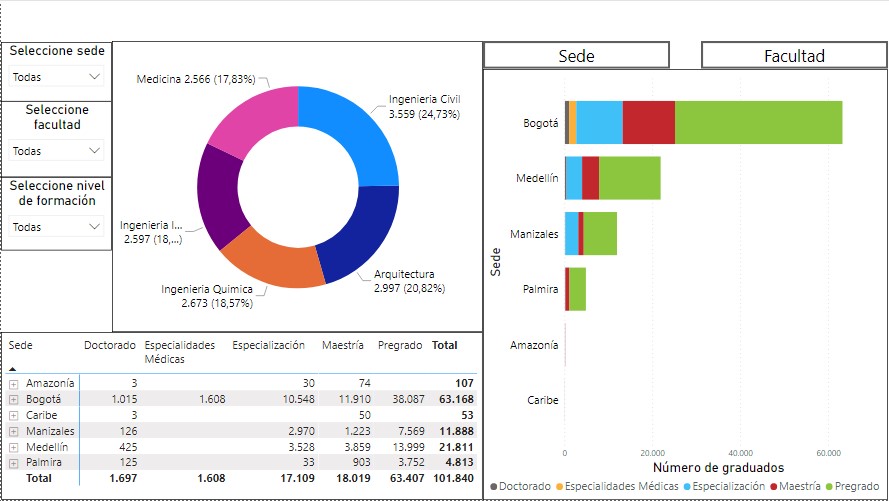 Seleccione sede
Todas
Seleccione
facultad
Todas
Seleccione nivel
de formación
Todas
Medicina 2.566 (17,83%)
Ingenieria Civil
3.559 (24,73%)
Ingenieria I...
2.597 (18,...)
Ingenieria Quimica
2.673 (18,57%)
Arquitectura
2.997 (20,82%)
Sede
Facultad
Bogotá
Medellín
Manizales
Palmira
Amazonía
Caribe
Sede
0 20.000 40.000 60.000
Número de graduados
Doctorado Especialidades Médicas Especialización Maestría Pregrado
Sede Doctorado Especialidades Médicas Especialización Maestría Pregrado Total
Amazonía 3 30 74 107
Bogotá 1.015 1.608 10.548 11.910 38.087 63.168
Caribe 3 50 53
Manizales 126 2.970 1.223 7.569 11.888
Medellín 425 3.528 3.859 13.999 21.811
Palmira 125 33 903 3.752 4.813
Total 1.697 1.608 17.109 18.019 63.407 101.840